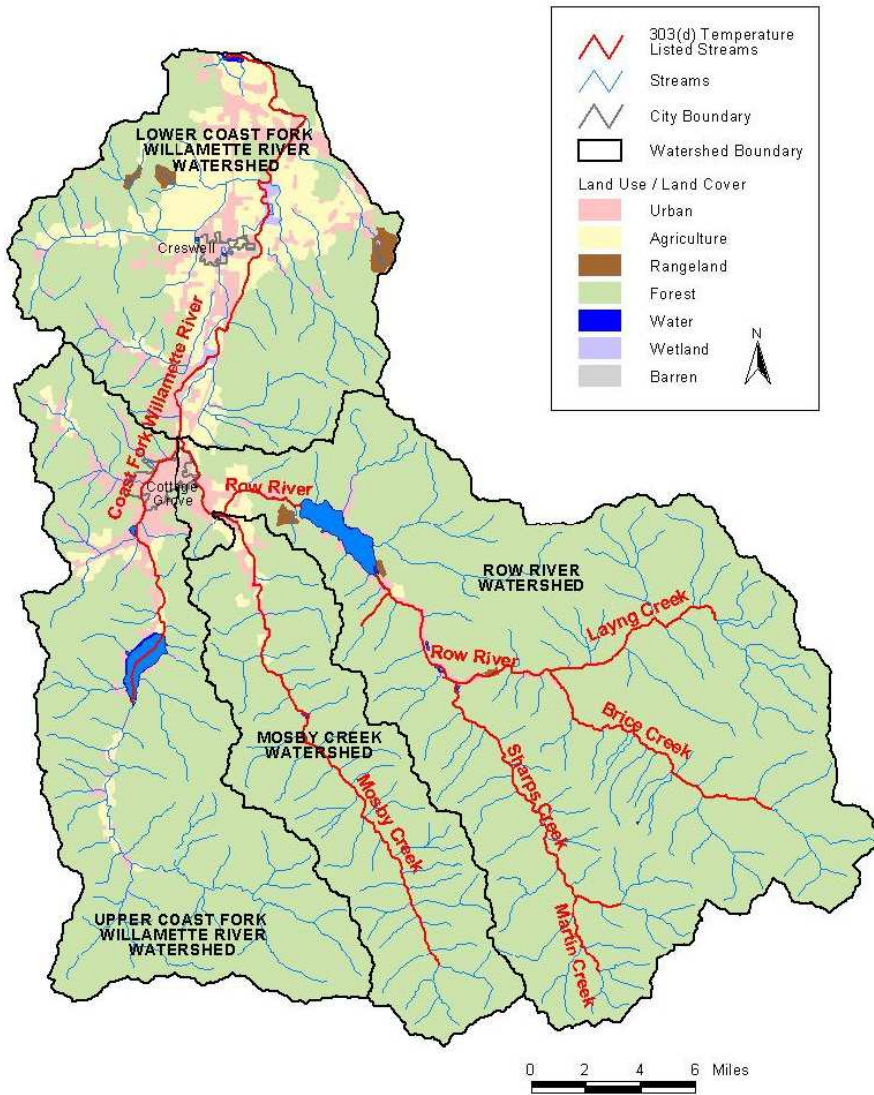 303(d) Temperature
Listed Streams
Streams
City Boundary
Watershed Boundary
Land Use / Land Cover
Urban
Agriculture
Rangeland
Forest
Water
Wetland
Barren
N
LOWER COAST FORK
WILLAMETTE RIVER
WATERSHED
Creswell
Coast Fork Willamette River
Cottage
Grove
Row River
ROW RIVER
WATERSHED
Layng Creek
Row River
Brice Creek
MOSBY CREEK
WATERSHED
Sharps Creek
Mosby Creek
Martin Creek
UPPER COAST FORK
WILLAMETTE RIVER
WATERSHED
0 2 4 6 Miles